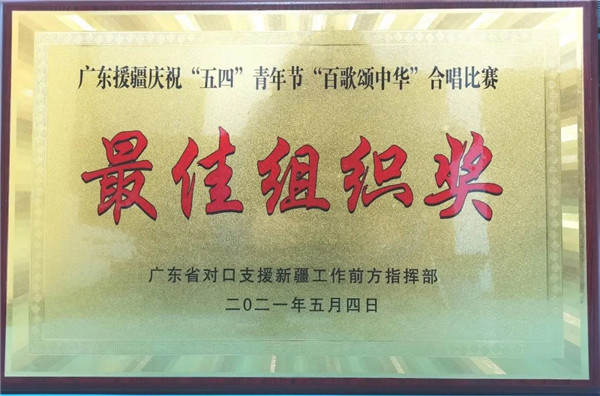 广东援疆庆祝“五四”青年节“百歌颂中华”合唱比赛
最佳组织奖
广东省对口支援新疆工作前方指挥部
二〇二一年五月四日